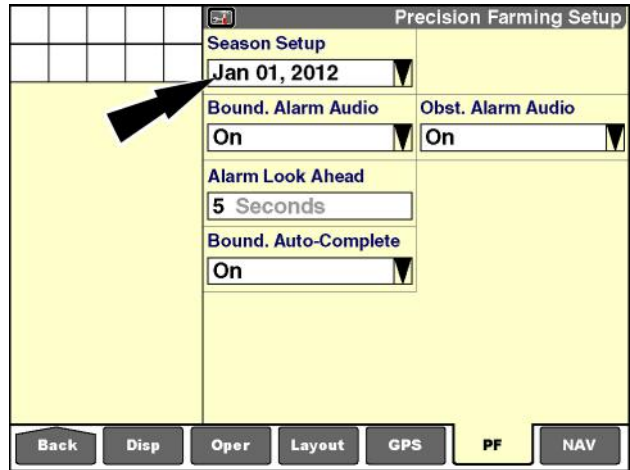 Precision Farming Setup
Season Setup
Jan 01, 2012
Bound. Alarm Audio Obst. Alarm Audio
On On
Alarm Look Ahead
5 Seconds
Bound. Auto-Complete
On
Back Disp Oper Layout GPS PF NAV